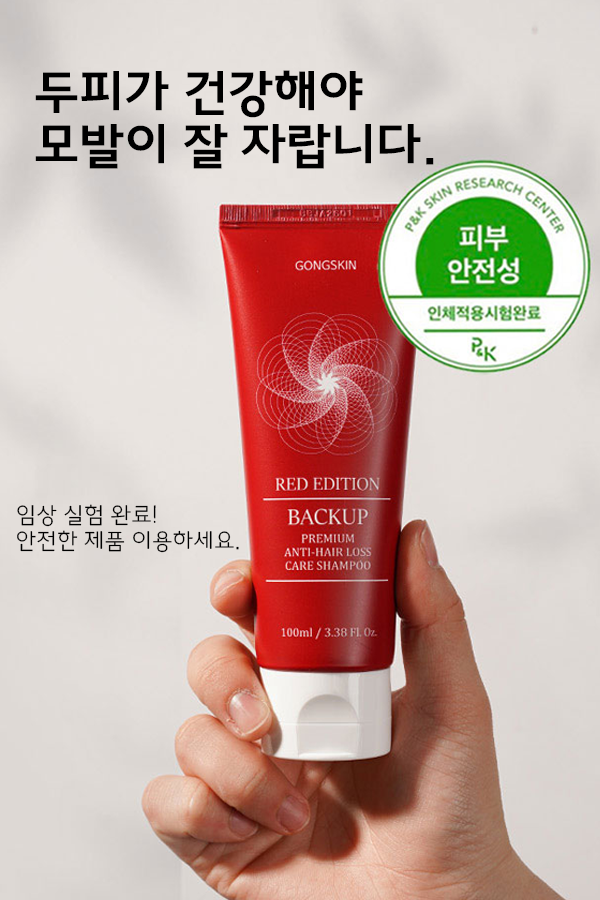 두피가 건강해야
모발이 잘 자랍니다.
P&K SKIN RESEARCH CENTER
피부
안전성
인체적용시험완료
P&K
GONGSKIN
RED EDITION
BACKUP
PREMIUM
ANTI-HAIR LOSS
CARE SHAMPOO
100ml / 3.38 Fl. Oz.
임상 실험 완료!
안전한 제품 이용하세요.